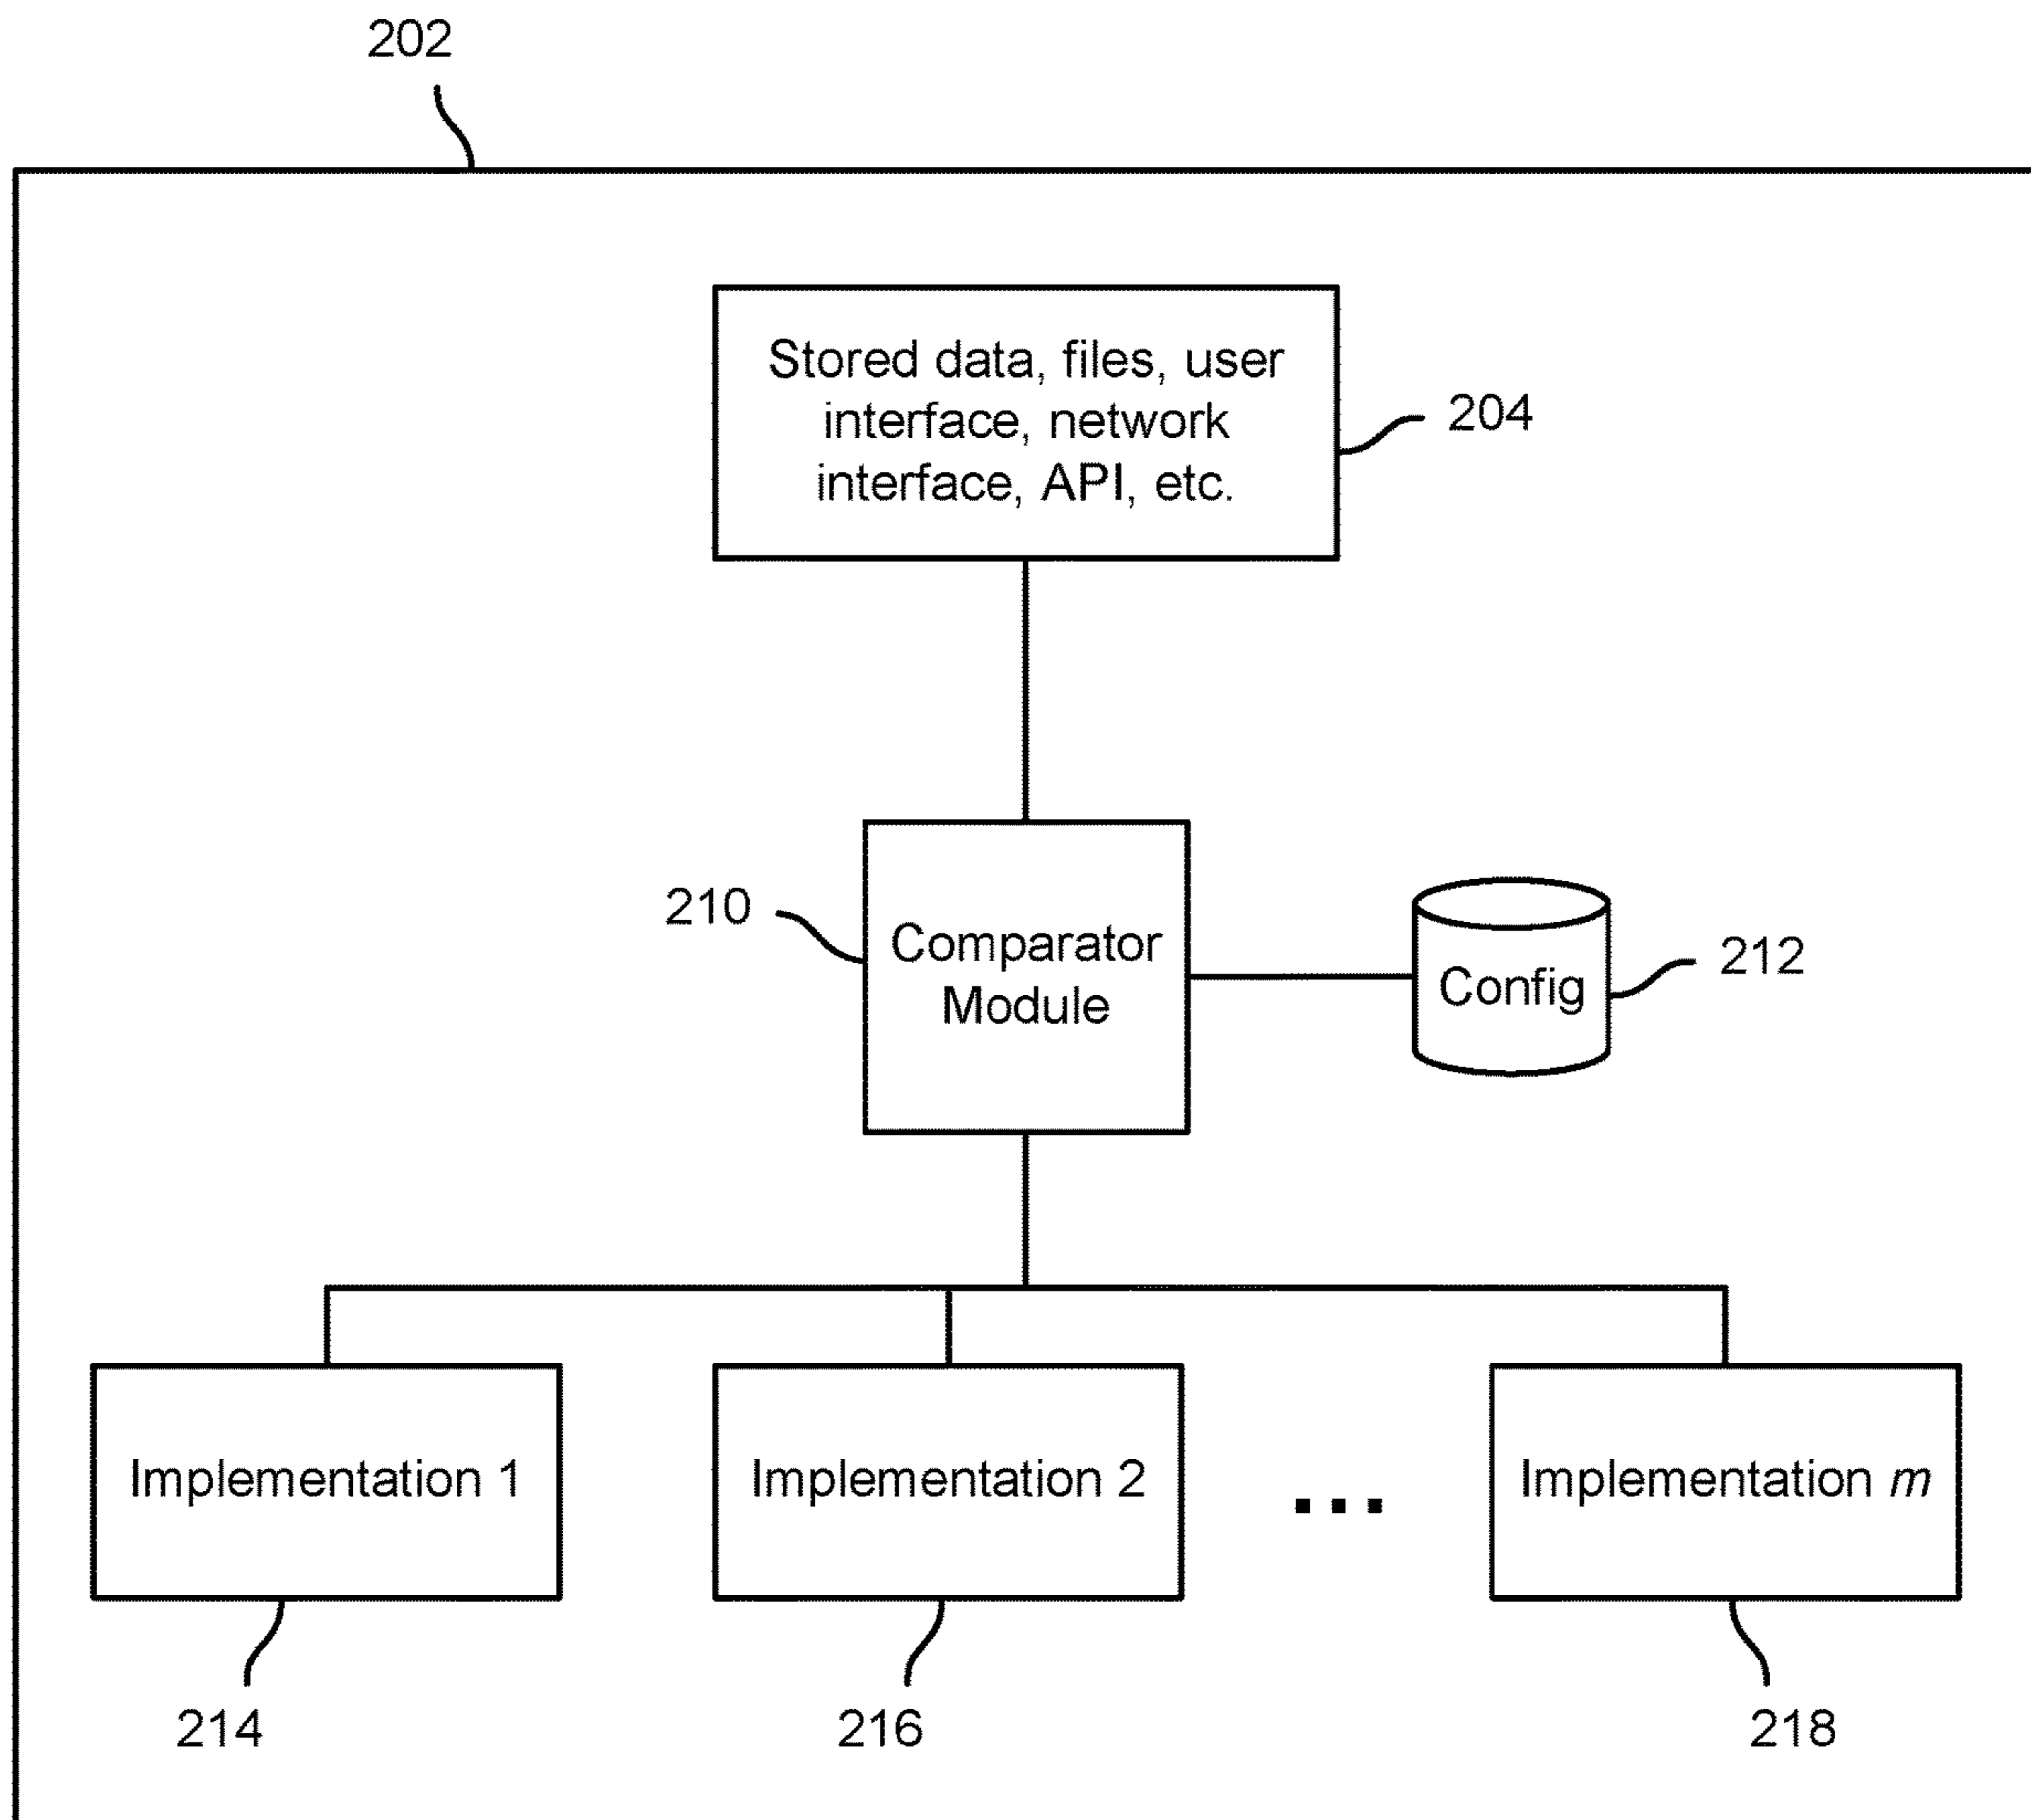 202
Stored data, files, user
interface, network
interface, API, etc.
204
210
Comparator
Module
Config
212
Implementation 1
Implementation 2
...
Implementation m
214
216
218